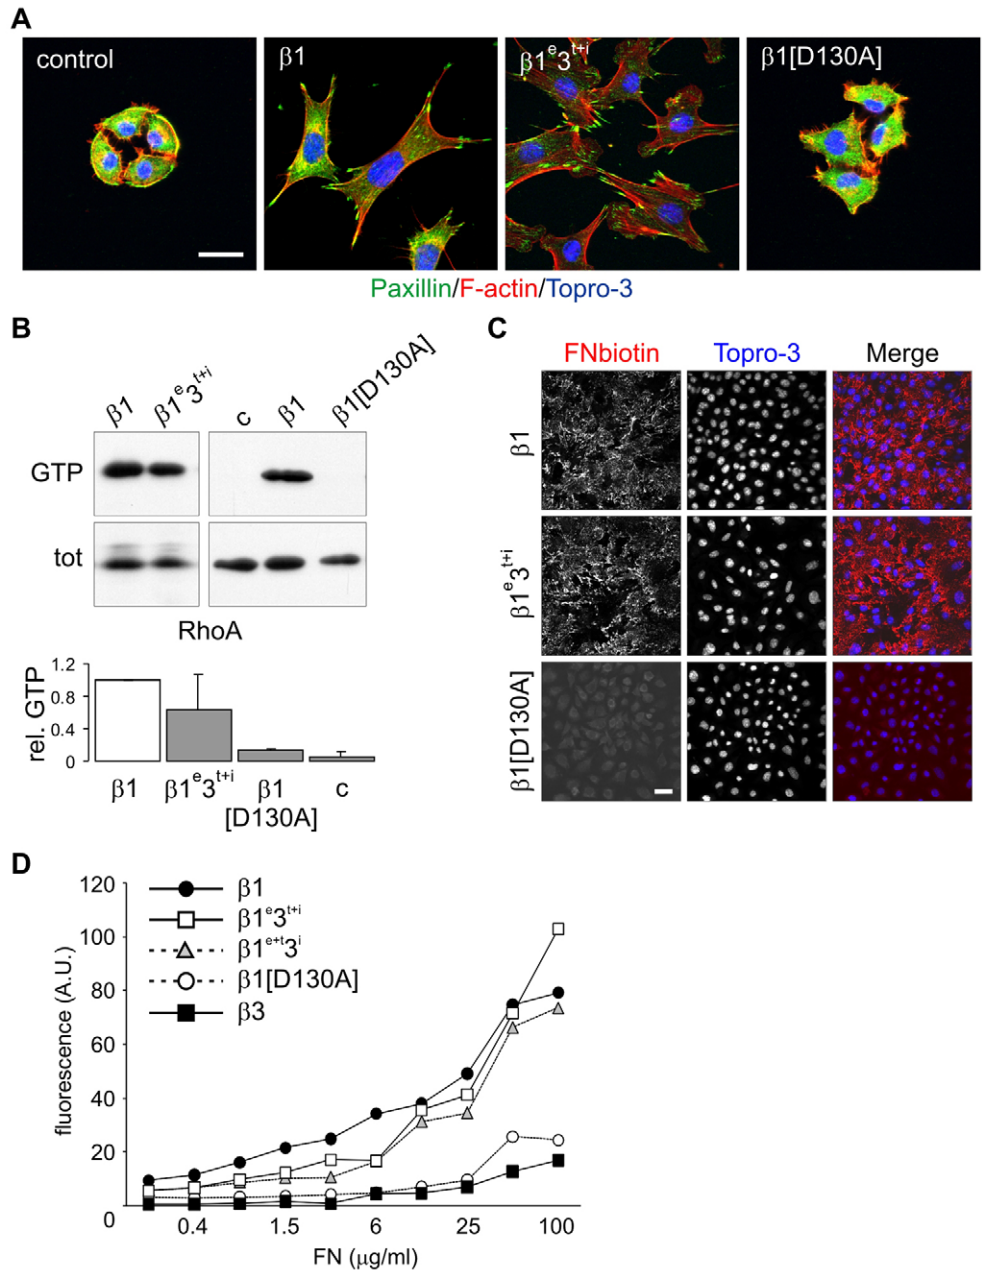 A
control
β1
β1e3t+i
β1[D130A]
Paxillin/F-actin/Topro-3
B
β1
β1e3t+i
c
β1
β1[D130A]
GTP
tot
RhoA
rel. GTP
1.2
0.8
0.4
0
β1
β1e3t+i
β1
[D130A]
c
C
FNbiotin
Topro-3
Merge
β1
β1e3t+i
β1[D130A]
D
fluorescence (A.U.)
120
100
80
60
40
20
0
β1
β1e3t+i
β1e+t3i
β1[D130A]
β3
0.4
1.5
6
25
100
FN (μg/ml)